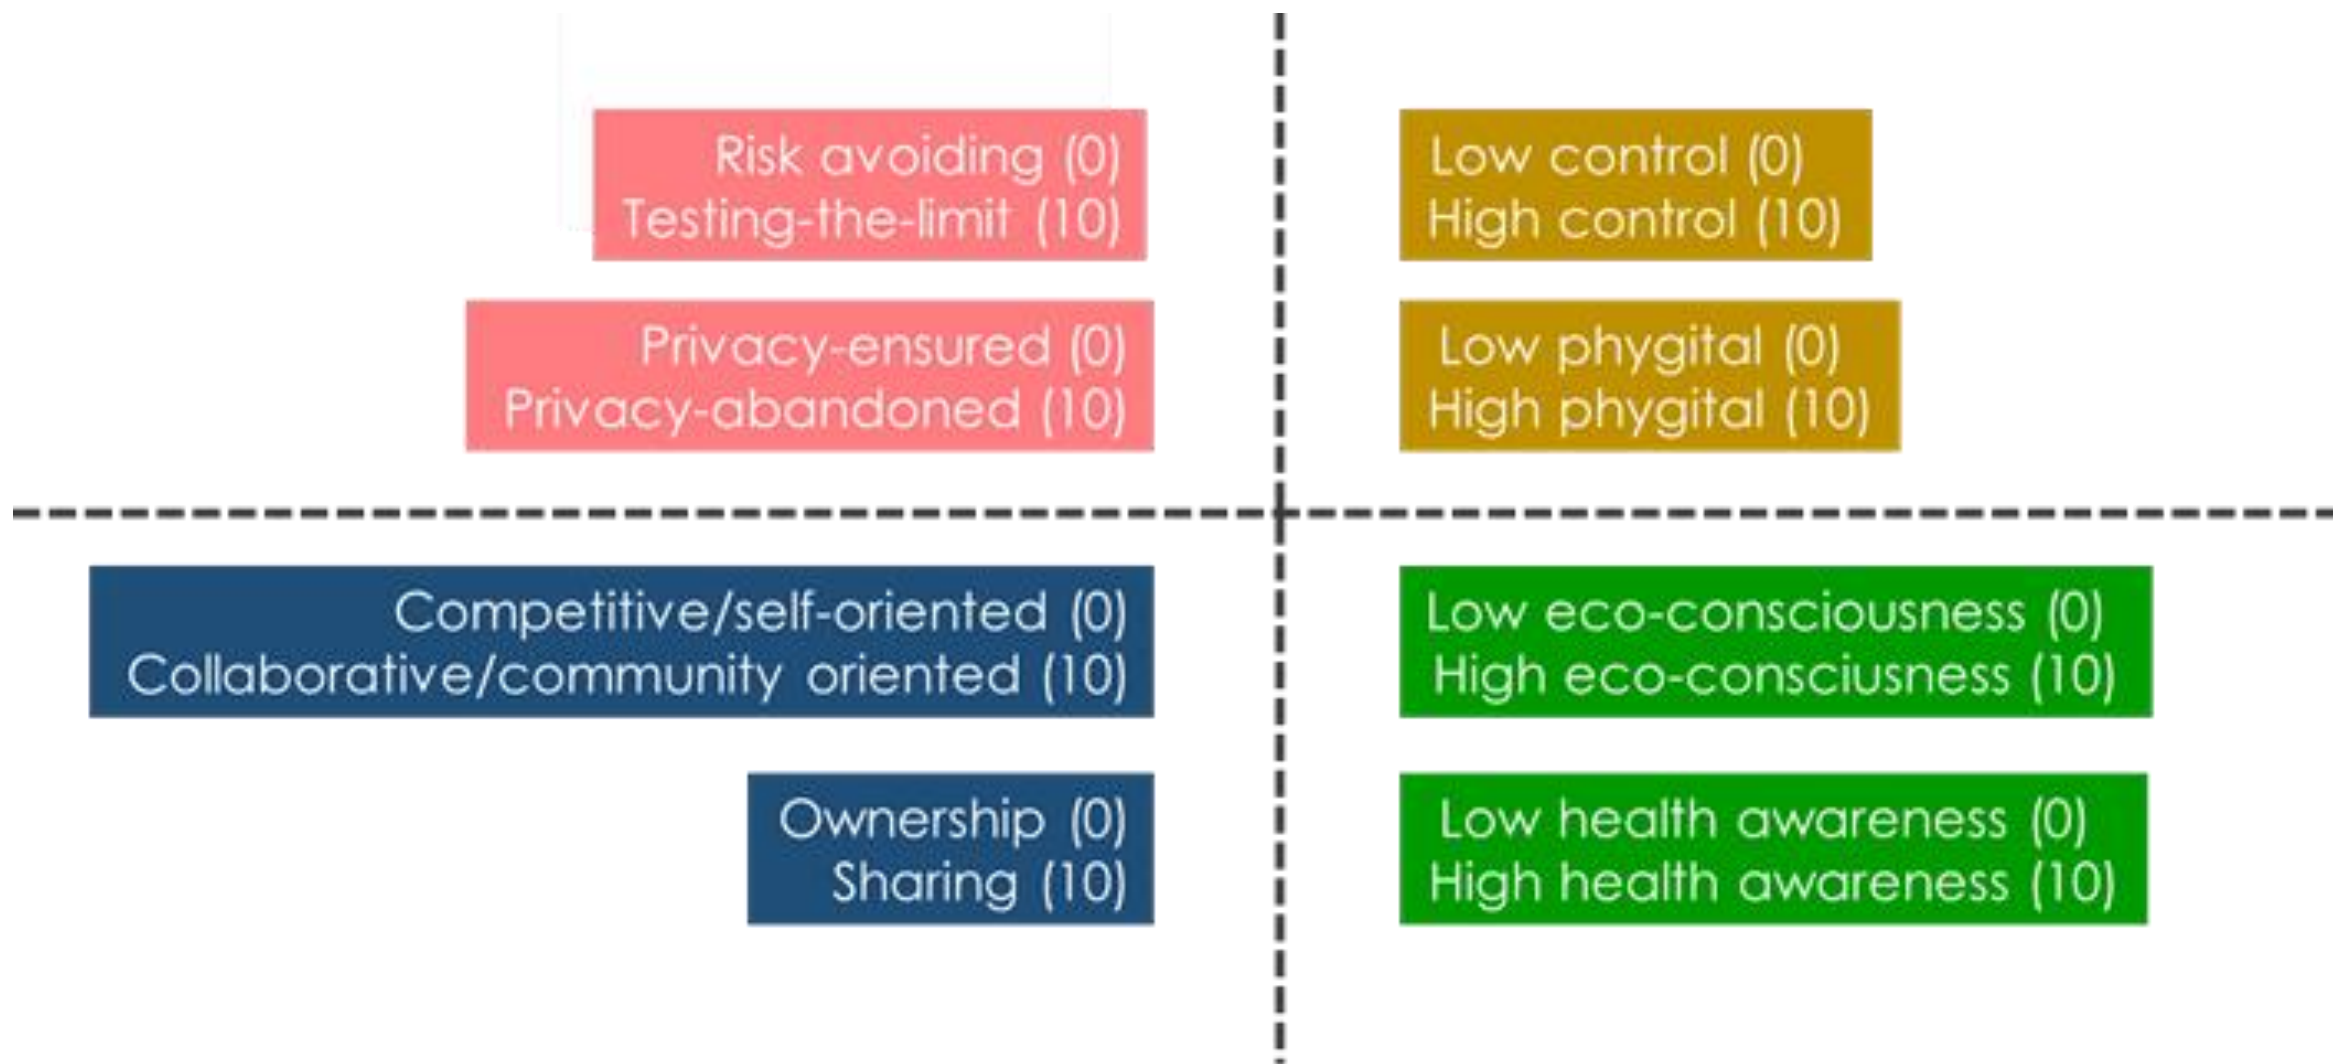 Risk avoiding (0)
Testing-the-limit (10)
Privacy-ensured (0)
Privacy-abandoned (10)
Low control (0)
High control (10)
Low phygital (0)
High phygital (10)
Competitive/self-oriented (0)
Collaborative/community oriented (10)
Ownership (0)
Sharing (10)
Low eco-consciousness (0)
High eco-consciusness (10)
Low health awareness (0)
High health awareness (10)